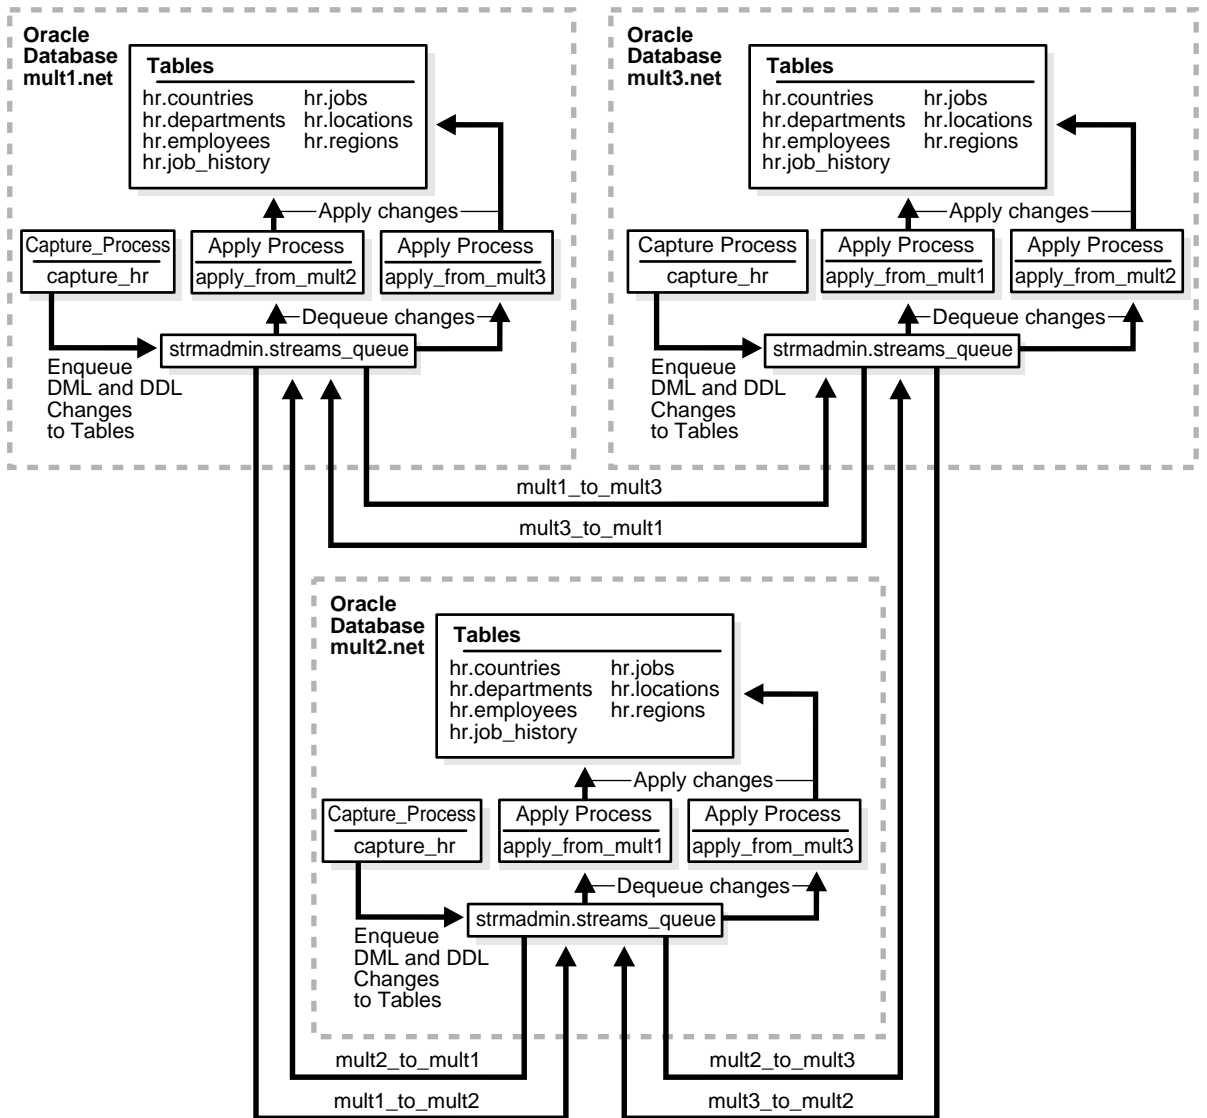 Oracle
Database
mult1.net
Tables
hr.countries hr.jobs
hr.departments hr.locations
hr.employees hr.regions
hr.job_history
Apply changes
Capture_Process
capture_hr
Apply Process
apply_from_mult2
Apply Process
apply_from_mult3
Dequeue changes
strmadmin.streams_queue
Enqueue
DML and DDL
Changes
to Tables
Oracle
Database
mult3.net
Tables
hr.countries hr.jobs
hr.departments hr.locations
hr.employees hr.regions
hr.job_history
Apply changes
Capture Process
capture_hr
Apply Process
apply_from_mult1
Apply Process
apply_from_mult2
Dequeue changes
strmadmin.streams_queue
Enqueue
DML and DDL
Changes
to Tables
mult1_to_mult3
mult3_to_mult1
Oracle
Database
mult2.net
Tables
hr.countries hr.jobs
hr.departments hr.locations
hr.employees hr.regions
hr.job_history
Apply changes
Capture_Process
capture_hr
Apply Process
apply_from_mult1
Apply Process
apply_from_mult3
Dequeue changes
strmadmin.streams_queue
Enqueue
DML and DDL
Changes
to Tables
mult2_to_mult1
mult2_to_mult3
mult1_to_mult2
mult3_to_mult2